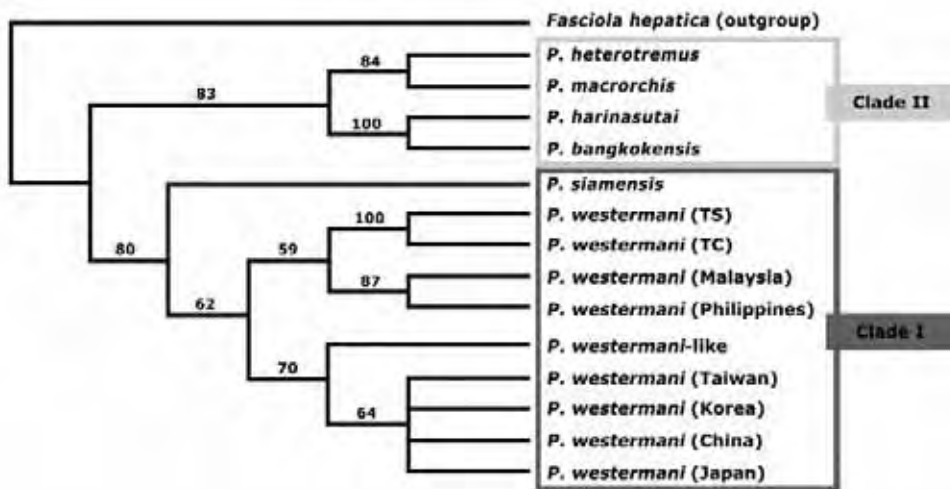 Fasciola hepatica (outgroup)
P. heterotremus
84
83
P. macrorchis
Clade II
P. harinasutai
100
P. bangkokensis
P. siamensis
P. westermani (TS)
100
80
59
P. westermani (TC)
P. westermani (Malaysia)
87
62
P. westermani (Philippines)
Clade I
P. westermani-like
70
P. westermani (Taiwan)
64
P. westermani (Korea)
P. westermani (China)
P. westermani (Japan)